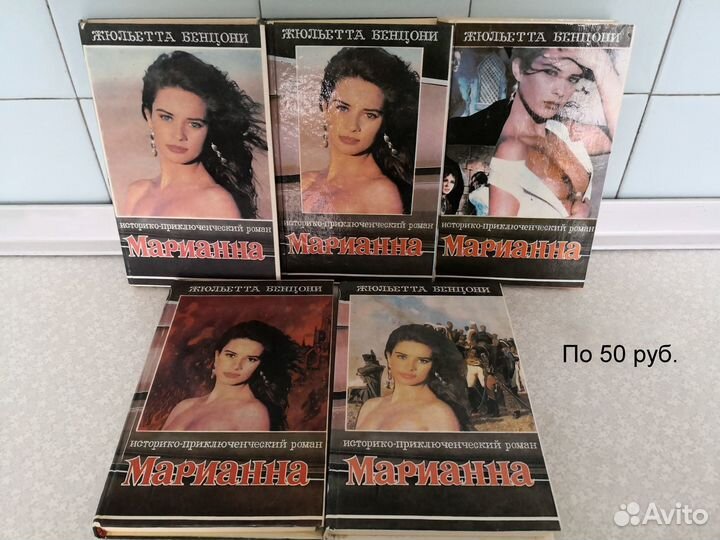 ЖЮЛЬЕТТА БЕНЦОНИ
ИСТОРИКО-ПРИКЛЮЧЕНЧЕСКИЙ РОМАН
МАРИАННА
ЖЮЛЬЕТТА БЕНЦОНИ
ИСТОРИКО-ПРИКЛЮЧЕНЧЕСКИЙ РОМАН
МАРИАННА
ЖЮЛЬЕТТА БЕНЦОНИ
ИСТОРИКО-ПРИКЛЮЧЕНЧЕСКИЙ РОМАН
МАРИАННА
ЖЮЛЬЕТТА БЕНЦОНИ
ИСТОРИКО-ПРИКЛЮЧЕНЧЕСКИЙ РОМАН
МАРИАННА
ЖЮЛЬЕТТА БЕНЦОНИ
ИСТОРИКО-ПРИКЛЮЧЕНЧЕСКИЙ РОМАН
МАРИАННА
По 50 руб.
Avito